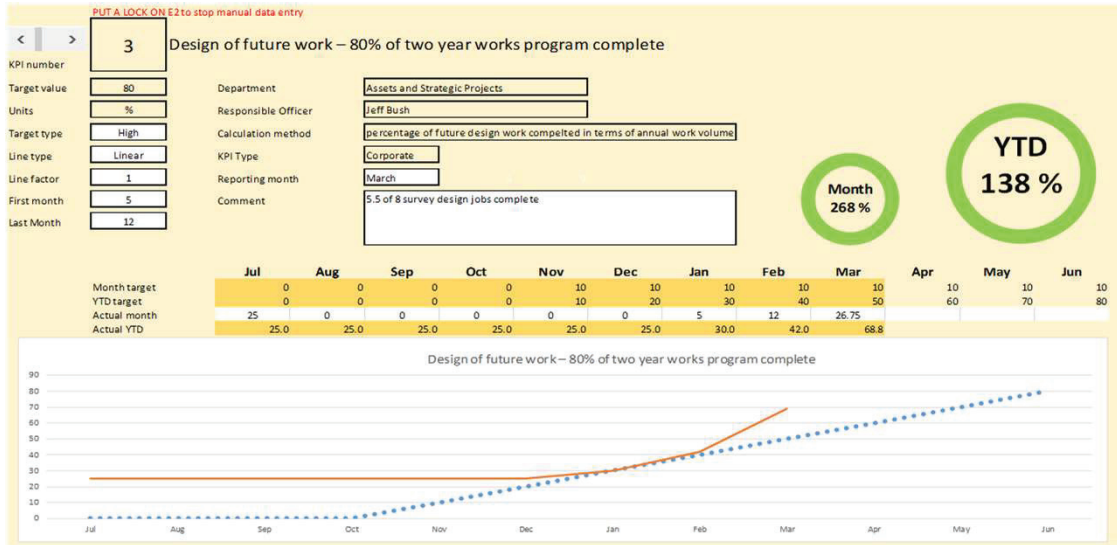 PUT A LOCK ON E2 to stop manual data entry
< >
3
Design of future work – 80% of two year works program complete
KPI number
Target value 80 Department Assets and Strategic Projects
Units % Responsible Officer Jeff Bush
Target type High Calculation method percentage of future design work compelted in terms of annual work volume
Line type Linear KPI Type Corporate
Line factor 1 Reporting month March
First month 5 Comment 5.5 of 8 survey design jobs complete
Last Month 12
Month
268 %
YTD
138 %
Jul Aug Sep Oct Nov Dec Jan Feb Mar Apr May Jun
Month target 0 0 0 0 10 10 10 10 10 10 10 10
YTD target 0 0 0 0 10 20 30 40 50 60 70 80
Actual month 25 0 0 0 0 0 5 12 26.75
Actual YTD 25.0 25.0 25.0 25.0 25.0 25.0 30.0 42.0 68.8
Design of future work – 80% of two year works program complete
90
80
70
60
50
40
30
20
10
0
Jul Aug Sep Oct Nov Dec Jan Feb Mar Apr May Jun